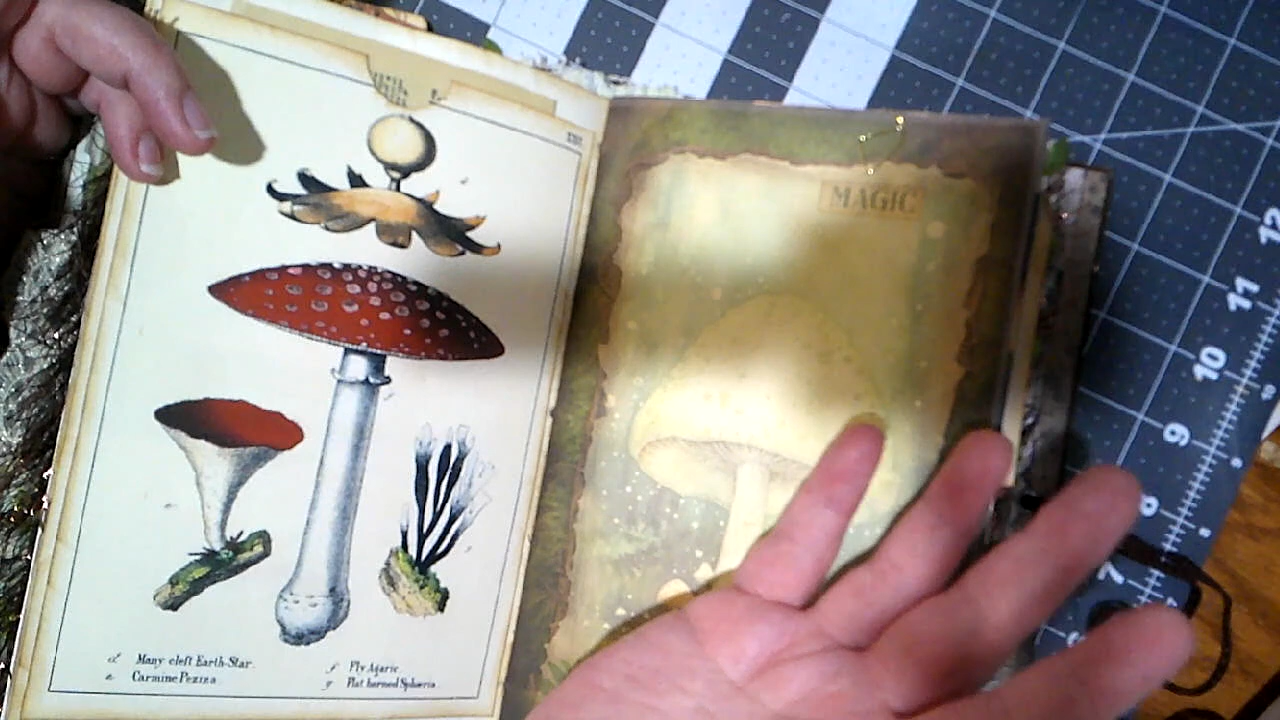 MAGIC
d Many cleft Earth-Star.
e Carmine Peziza
f Fly Agaric
g Flat horned Sphæria.
12
11
10
9
8
7